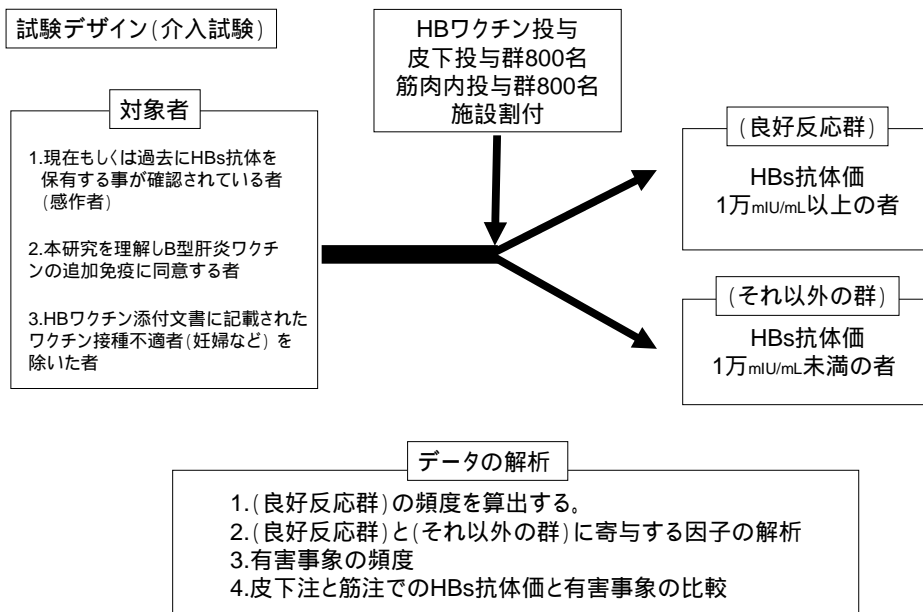 試験デザイン(介入試験)
HBワクチン投与
皮下投与群800名
筋肉内投与群800名
施設割付
対象者
1.現在もしくは過去にHBs抗体を
保有する事が確認されている者
(感作者)
2.本研究を理解しB型肝炎ワクチ
ンの追加免疫に同意する者
3.HBワクチン添付文書に記載された
ワクチン接種不適者(妊婦など) を
除いた者
(良好反応群)
HBs抗体価
1万mIU/mL以上の者
(それ以外の群)
HBs抗体価
1万mIU/mL未満の者
データの解析
1.(良好反応群)の頻度を算出する。
2.(良好反応群)と(それ以外の群)に寄与する因子の解析
3.有害事象の頻度
4.皮下注と筋注でのHBs抗体価と有害事象の比較